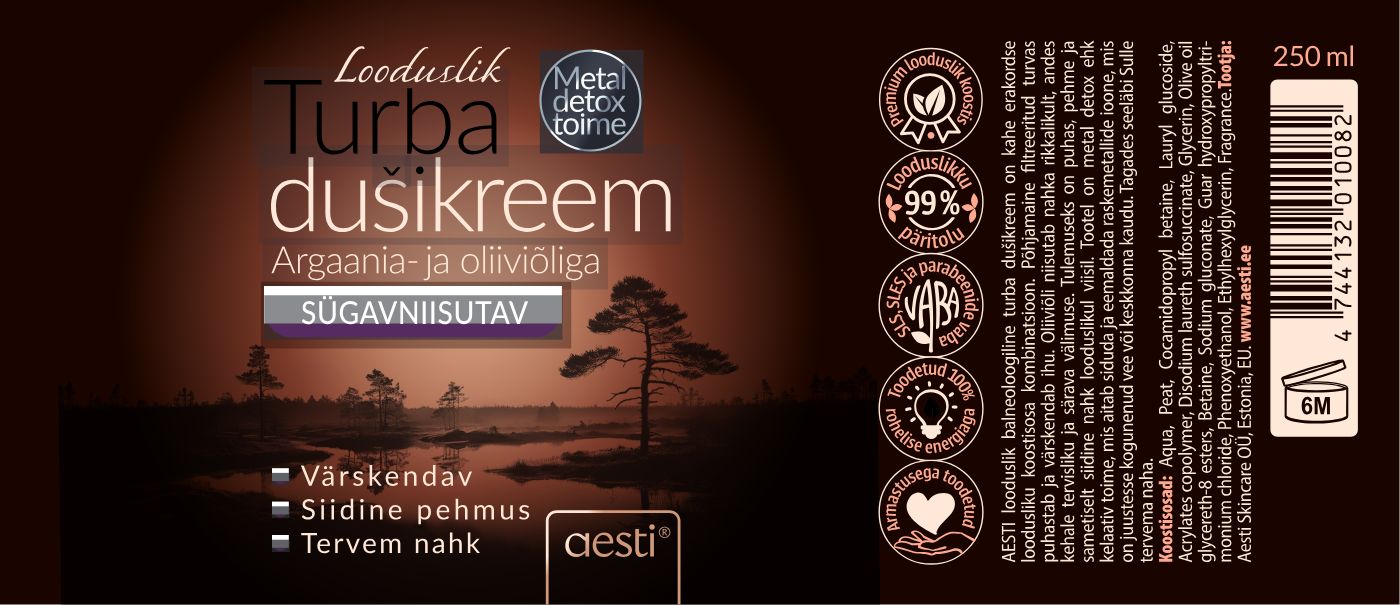 Looduslik
Turba
dušikreem
Argaania- ja oliiviõliga
SÜGAVNIISUTAV
Metal
detox
toime
Värskendav
Siidine pehmus
Tervem nahk
aesti®
Premium looduslik koostis
Looduslikku
99%
päritolu
SLS, SLES ja parabeenide vaba
VABA
Toodetud 100%
rohelise energiaga
Armastusega toodetud
AESTI looduslik balneoloogiline turba dušikreem on kahe erakordse
loodusliku koostisosa kombinatsioon. Põhjamaine filtreeritud turvas
puhastab ja värskendab ihu. Oliiviõli niisutab nahka rikkalikult, andes
kehale tervisliku ja särava välimuse. Tulemuseks on puhas, pehme ja
sametiselt siidine nahk looduslikul viisil. Tootel on metal detox ehk
kelaativ toime, mis aitab siduda ja eemaldada raskemetallide ioone, mis
on juustesse kogunenud vee või keskkonna kaudu. Tagades seeläbi Sulle
tervema naha.
Koostisosad: Aqua, Peat, Cocamidopropyl betaine, Lauryl glucoside,
Acrylates copolymer, Disodium laureth sulfosuccinate, Glycerin, Olive oil
glycereth-8 esters, Betaine, Sodium gluconate, Guar hydroxypropyltri-
monium chloride, Phenoxyethanol, Ethylhexylglycerin, Fragrance.Tootja:
Aesti Skincare OÜ, Estonia, EU. www.aesti.ee
250 ml
4 744132 010082
6M